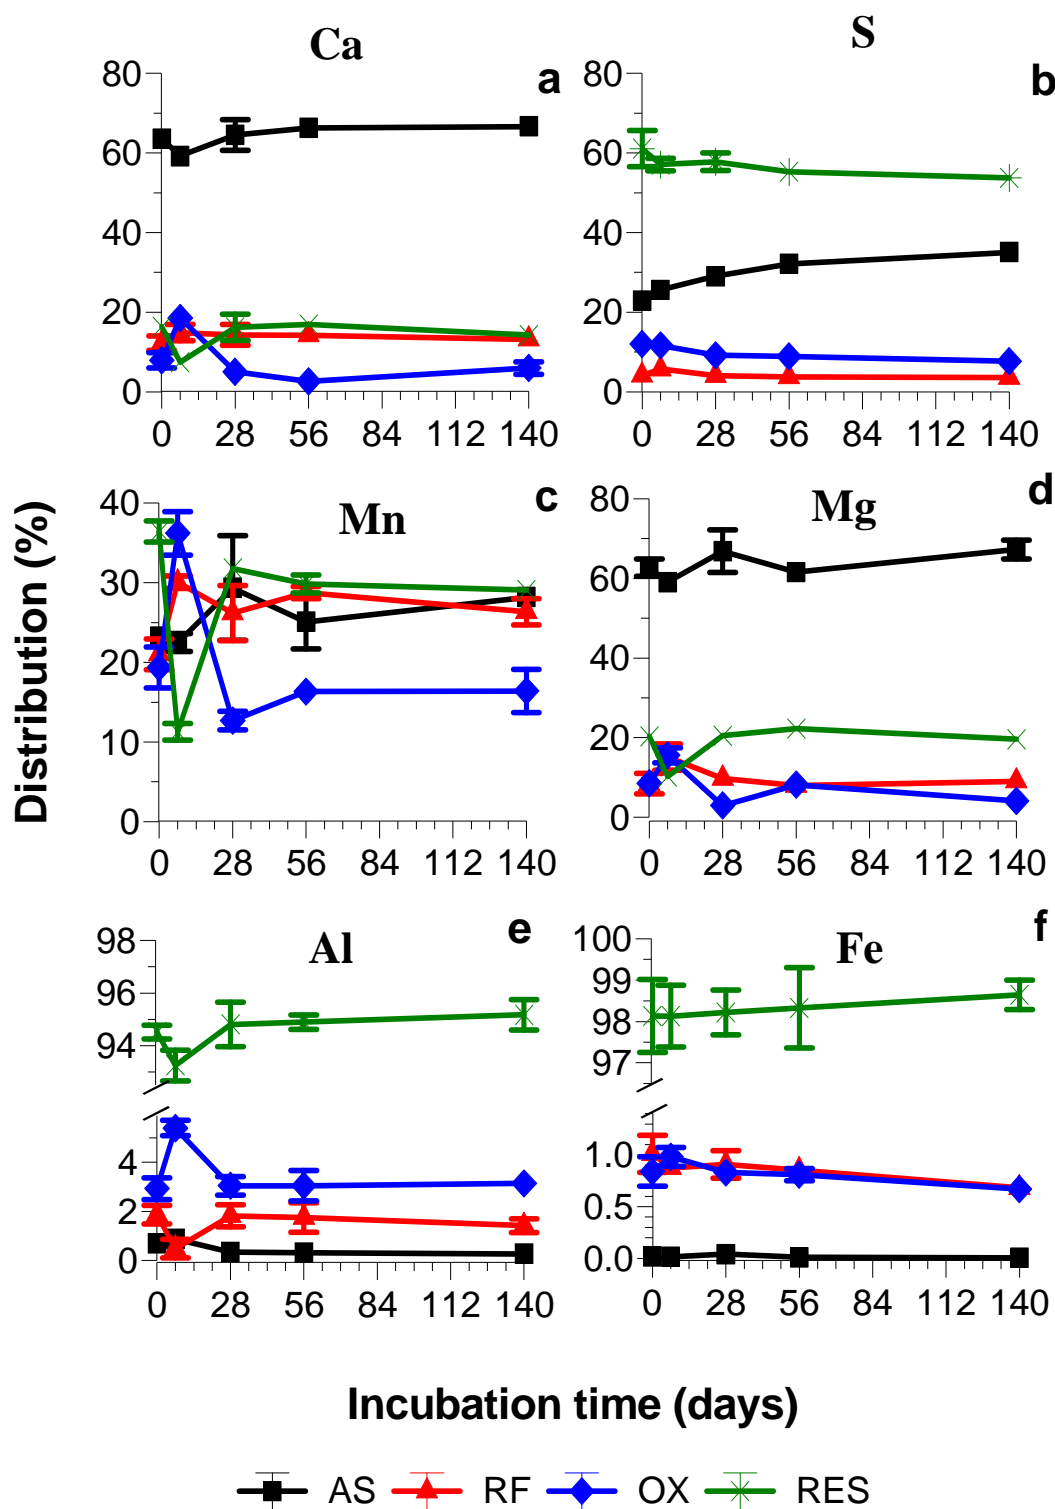 Ca
S
a
b
80
60
40
20
0
0 28 56 84 112 140
80
60
40
20
0
0 28 56 84 112 140
Distribution (%)
Mn
c
Mg
d
40
30
20
10
0
0 28 56 84 112 140
80
60
40
20
0
0 28 56 84 112 140
Al
e
Fe
f
98
96
94
4
2
0
0 28 56 84 112 140
100
99
98
97
1.0
0.5
0.0
0 28 56 84 112 140
Incubation time (days)
AS RF OX RES